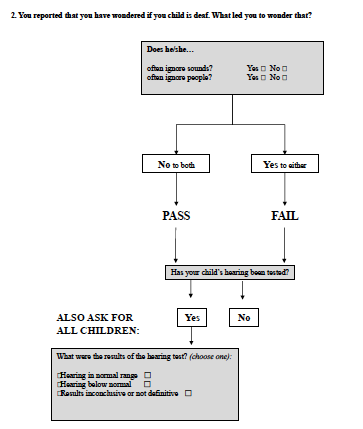 2. You reported that you have wondered if you child is deaf. What led you to wonder that?
Does he/she…
often ignore sounds? Yes □ No □
often ignore people? Yes □ No □
No to both
Yes to either
PASS
FAIL
Has your child's hearing been tested?
ALSO ASK FOR
ALL CHILDREN:
Yes
No
What were the results of the hearing test? (choose one):
□Hearing in normal range □
□Hearing below normal □
□Results inconclusive or not definitive □